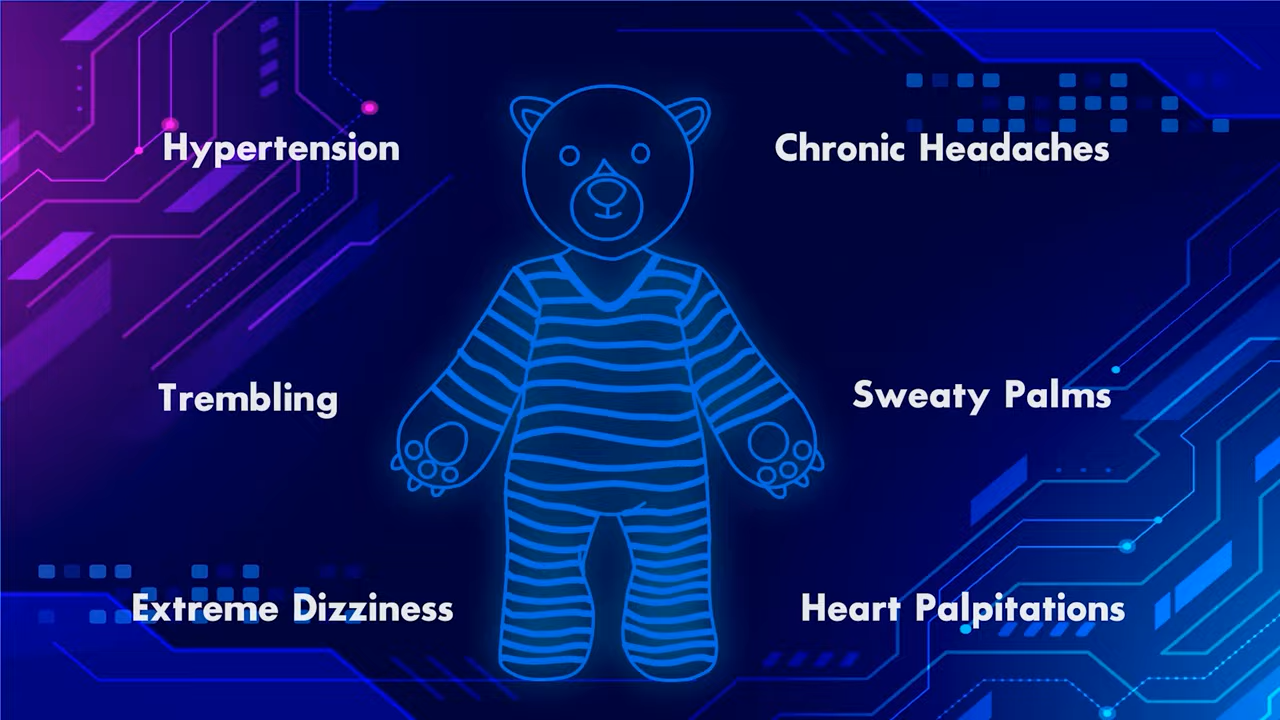 Hypertension
Chronic Headaches
Trembling
Sweaty Palms
Extreme Dizziness
Heart Palpitations